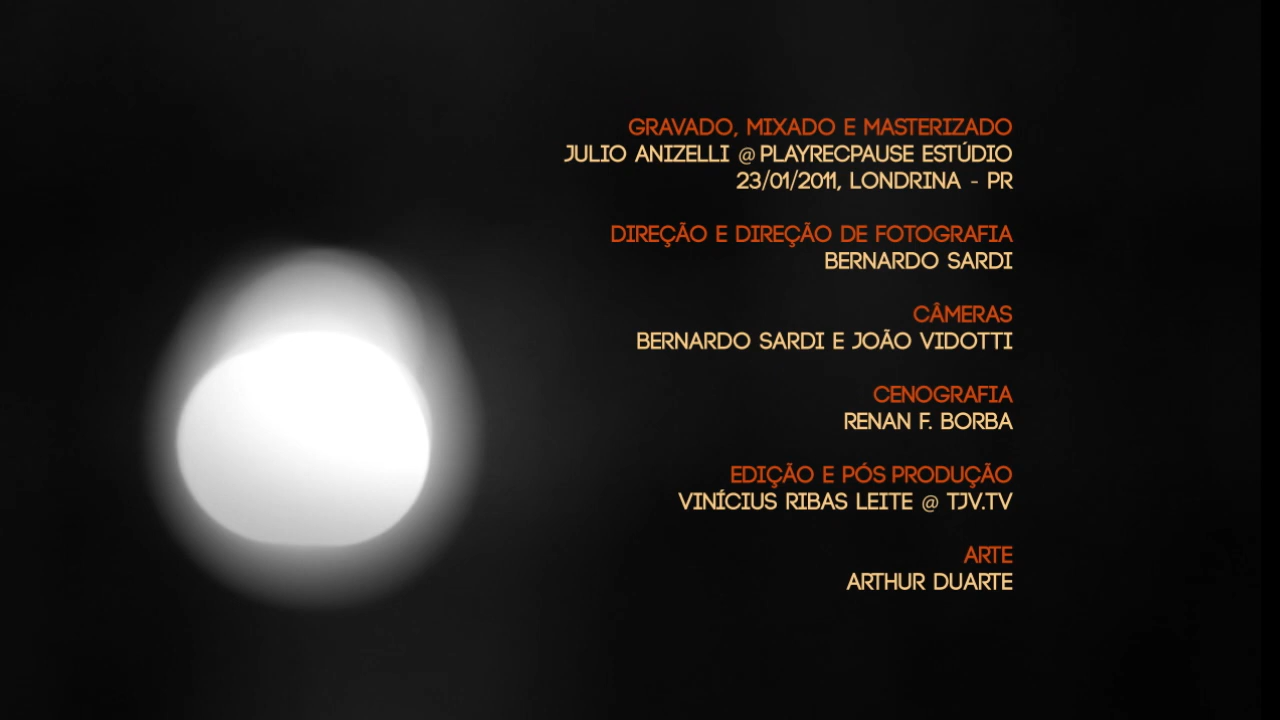 GRAVADO, MIXADO E MASTERIZADO
JULIO ANIZELLI @ PLAYRECPAUSE ESTÚDIO
23/01/2011, LONDRINA - PR
DIREÇÃO E DIREÇÃO DE FOTOGRAFIA
BERNARDO SARDI
CÂMERAS
BERNARDO SARDI E JOÃO VIDOTTI
CENOGRAFIA
RENAN F. BORBA
EDIÇÃO E PÓS PRODUÇÃO
VINÍCIUS RIBAS LEITE @ TJV.TV
ARTE
ARTHUR DUARTE